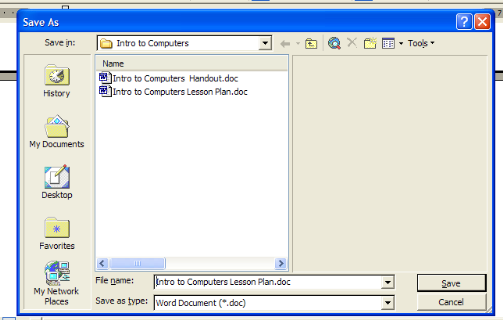 Save As
Save in:
Intro to Computers
Tools
Name
Intro to Computers  Handout.doc
Intro to Computers Lesson Plan.doc
History
My Documents
Desktop
Favorites
My Network
Places
File name:
Intro to Computers Lesson Plan.doc
Save
Save as type:
Word Document (*.doc)
Cancel
7